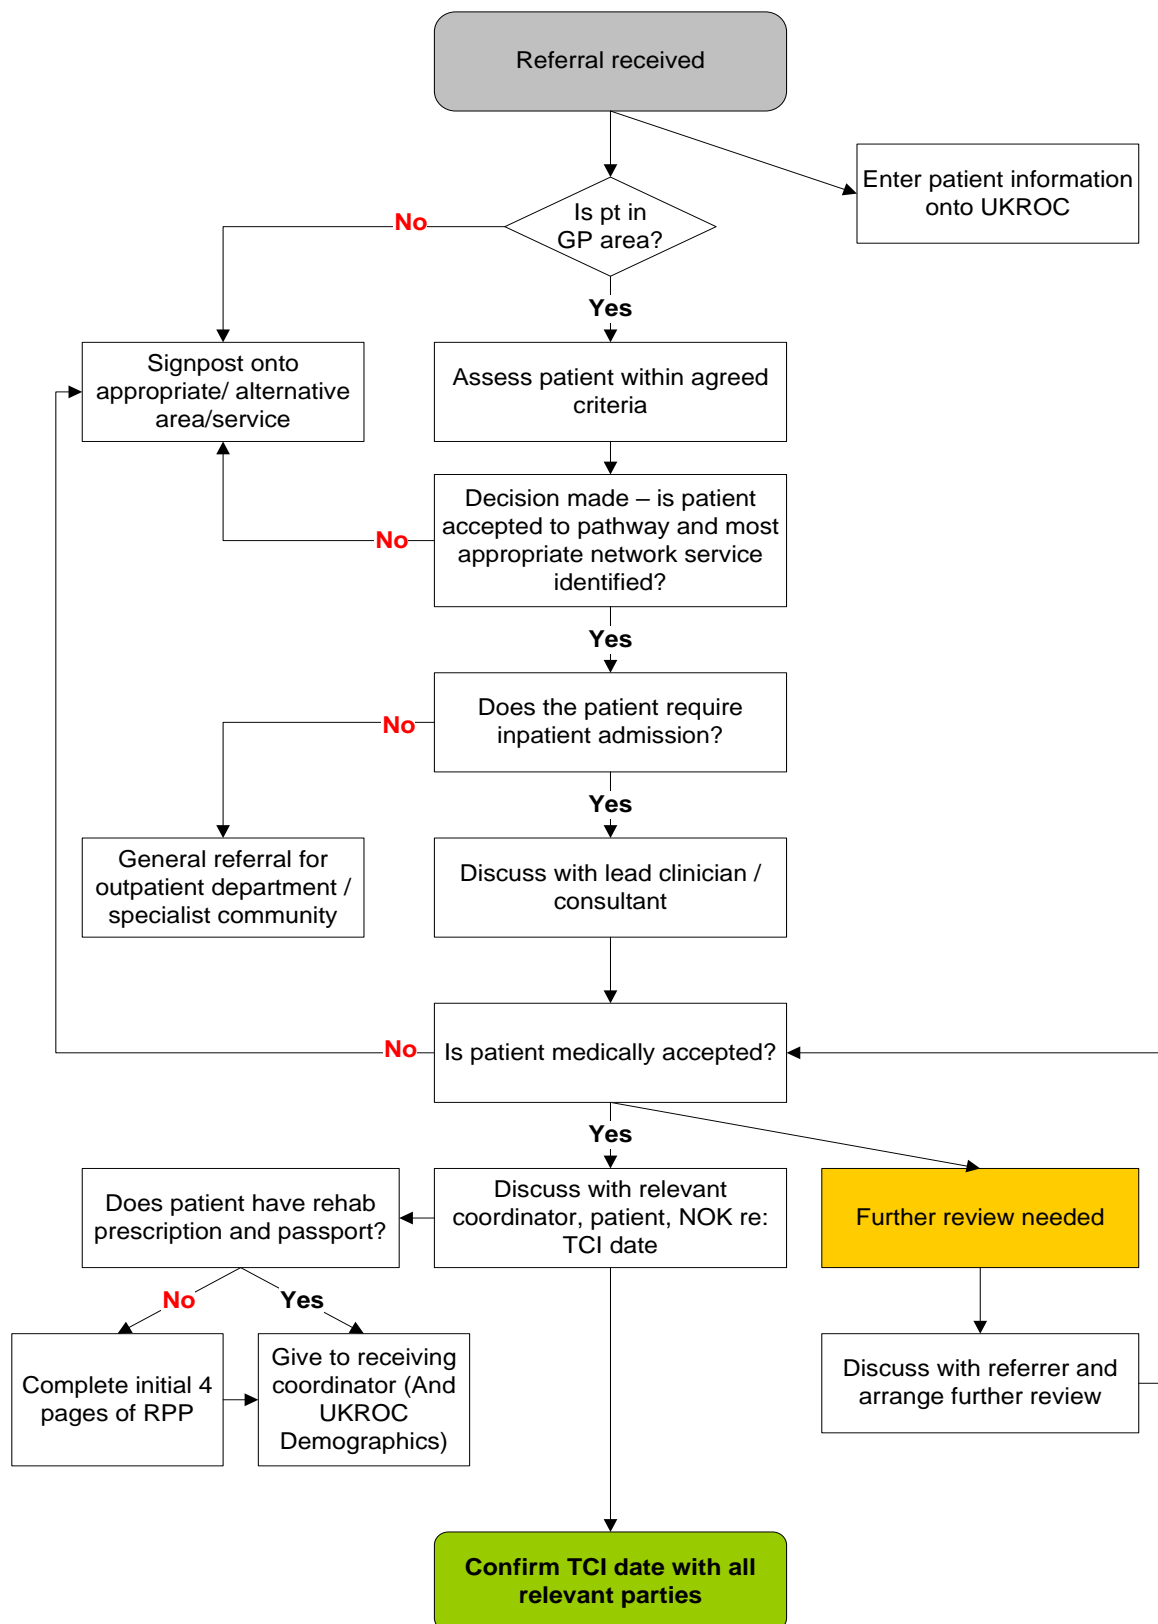 Referral received
Enter patient information
onto UKROC
Is pt in
GP area?
No
Yes
Signpost onto
appropriate/ alternative
area/service
Assess patient within agreed
criteria
Decision made – is patient
accepted to pathway and most
appropriate network service
identified?
No
Yes
Does the patient require
inpatient admission?
No
Yes
General referral for
outpatient department /
specialist community
Discuss with lead clinician /
consultant
Is patient medically accepted?
No
Yes
Does patient have rehab
prescription and passport?
Discuss with relevant
coordinator, patient, NOK re:
TCI date
Further review needed
No
Yes
Complete initial 4
pages of RPP
Give to receiving
coordinator (And
UKROC
Demographics)
Discuss with referrer and
arrange further review
Confirm TCI date with all
relevant parties